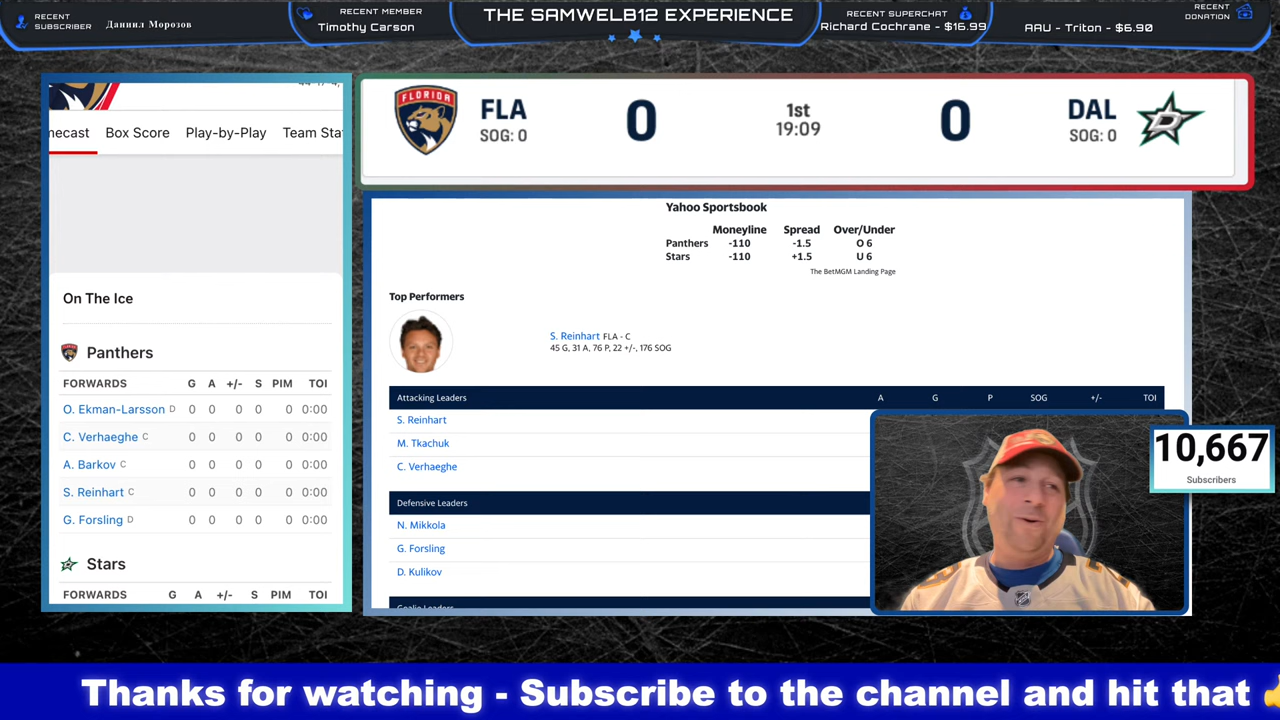 RECENT SUBSCRIBER
Даниил Морозов
RECENT MEMBER
Timothy Carson
THE SAMWELB12 EXPERIENCE
RECENT SUPERCHAT
Richard Cochrane - $16.99
RECENT DONATION
AAU - Triton - $6.90
mecast Box Score Play-by-Play Team Sta
On The Ice
Panthers
FORWARDS G A +/- S PIM TOI
O. Ekman-Larsson D 0 0 0 0 0 0:00
C. Verhaeghe C 0 0 0 0 0 0:00
A. Barkov C 0 0 0 0 0 0:00
S. Reinhart C 0 0 0 0 0 0:00
G. Forsling D 0 0 0 0 0 0:00
Stars
FORWARDS G A +/- S PIM TOI
FLORIDA
FLA
SOG: 0
0
1st
19:09
0
DAL
SOG: 0
D
Yahoo Sportsbook
Moneyline Spread Over/Under
Panthers -110 -1.5 O 6
Stars -110 +1.5 U 6
The BetMGM Landing Page
Top Performers
S. Reinhart FLA - C
45 G, 31 A, 76 P, 22 +/-, 176 SOG
Attacking Leaders A G P SOG +/- TOI
S. Reinhart
M. Tkachuk
C. Verhaeghe
Defensive Leaders
N. Mikkola
G. Forsling
D. Kulikov
Goalie Leaders
10,667
Subscribers
Thanks for watching - Subscribe to the channel and hit that 👍